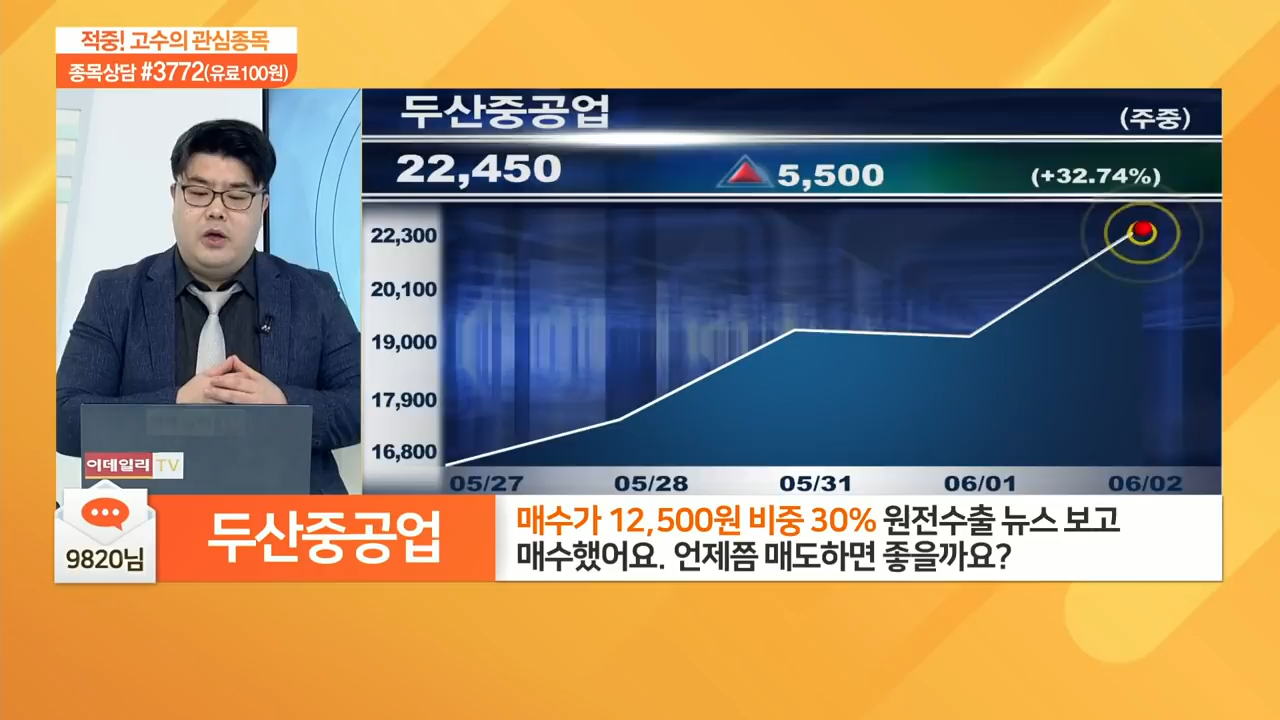 적중! 고수의 관심종목
종목상담 #3772(유료100원)
두산중공업
(주중)
22,450
5,500
(+32.74%)
22,300
20,100
19,000
17,900
16,800
05/27
05/28
05/31
06/01
06/02
이데일리TV
9820님
두산중공업
매수가 12,500원 비중 30% 원전수출 뉴스 보고
매수했어요. 언제쯤 매도하면 좋을까요?